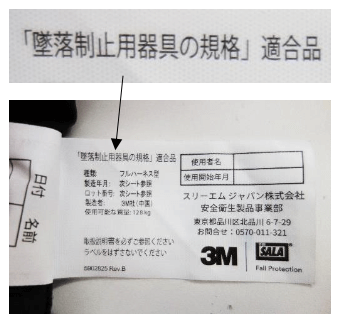 「墜落制止用器具の規格」適合品
「墜落制止用器具の規格」適合品
種類: フルハーネス型
製造年月: 次シート参照
ロット番号: 次シート参照
製造者: 3M社(中国)
使用可能な質量: 128kg
取扱説明書を必ずご参照ください
ラベルをはずさないでください
5902825 Rev.B
使用者名
使用開始年月
スリーエム ジャパン株式会社
安全衛生製品事業部
東京都品川区北品川 6-7-29
お問合せ: 0570-011-321
3M
SALA
Fall Protection
日付
名前